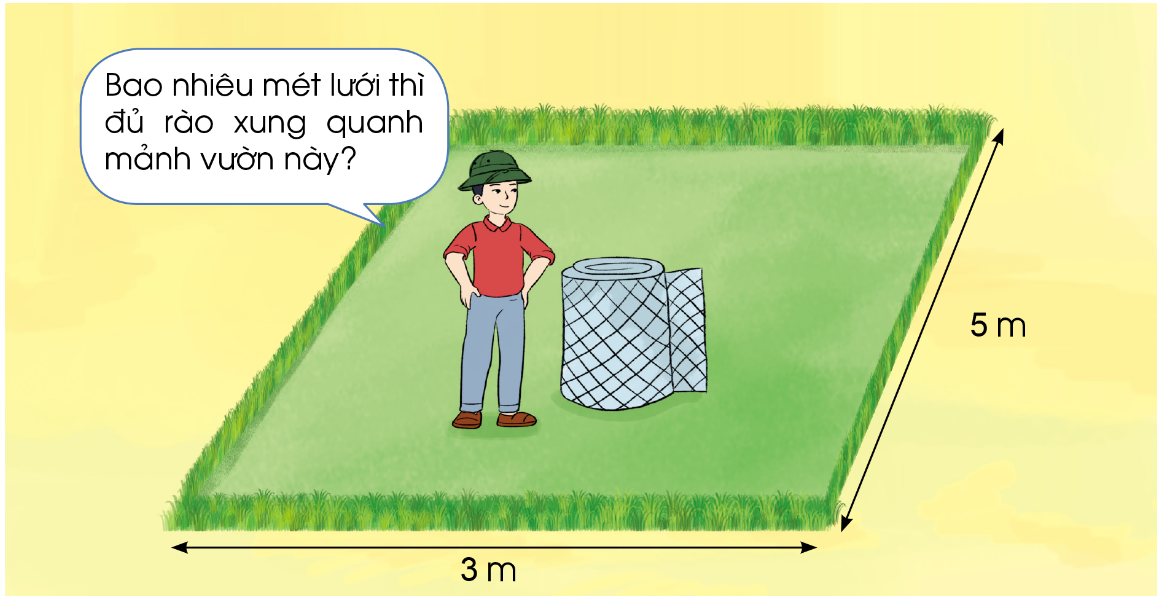 Bao nhiêu mét lưới thì
đủ rào xung quanh
mảnh vườn này?
5 m
3 m